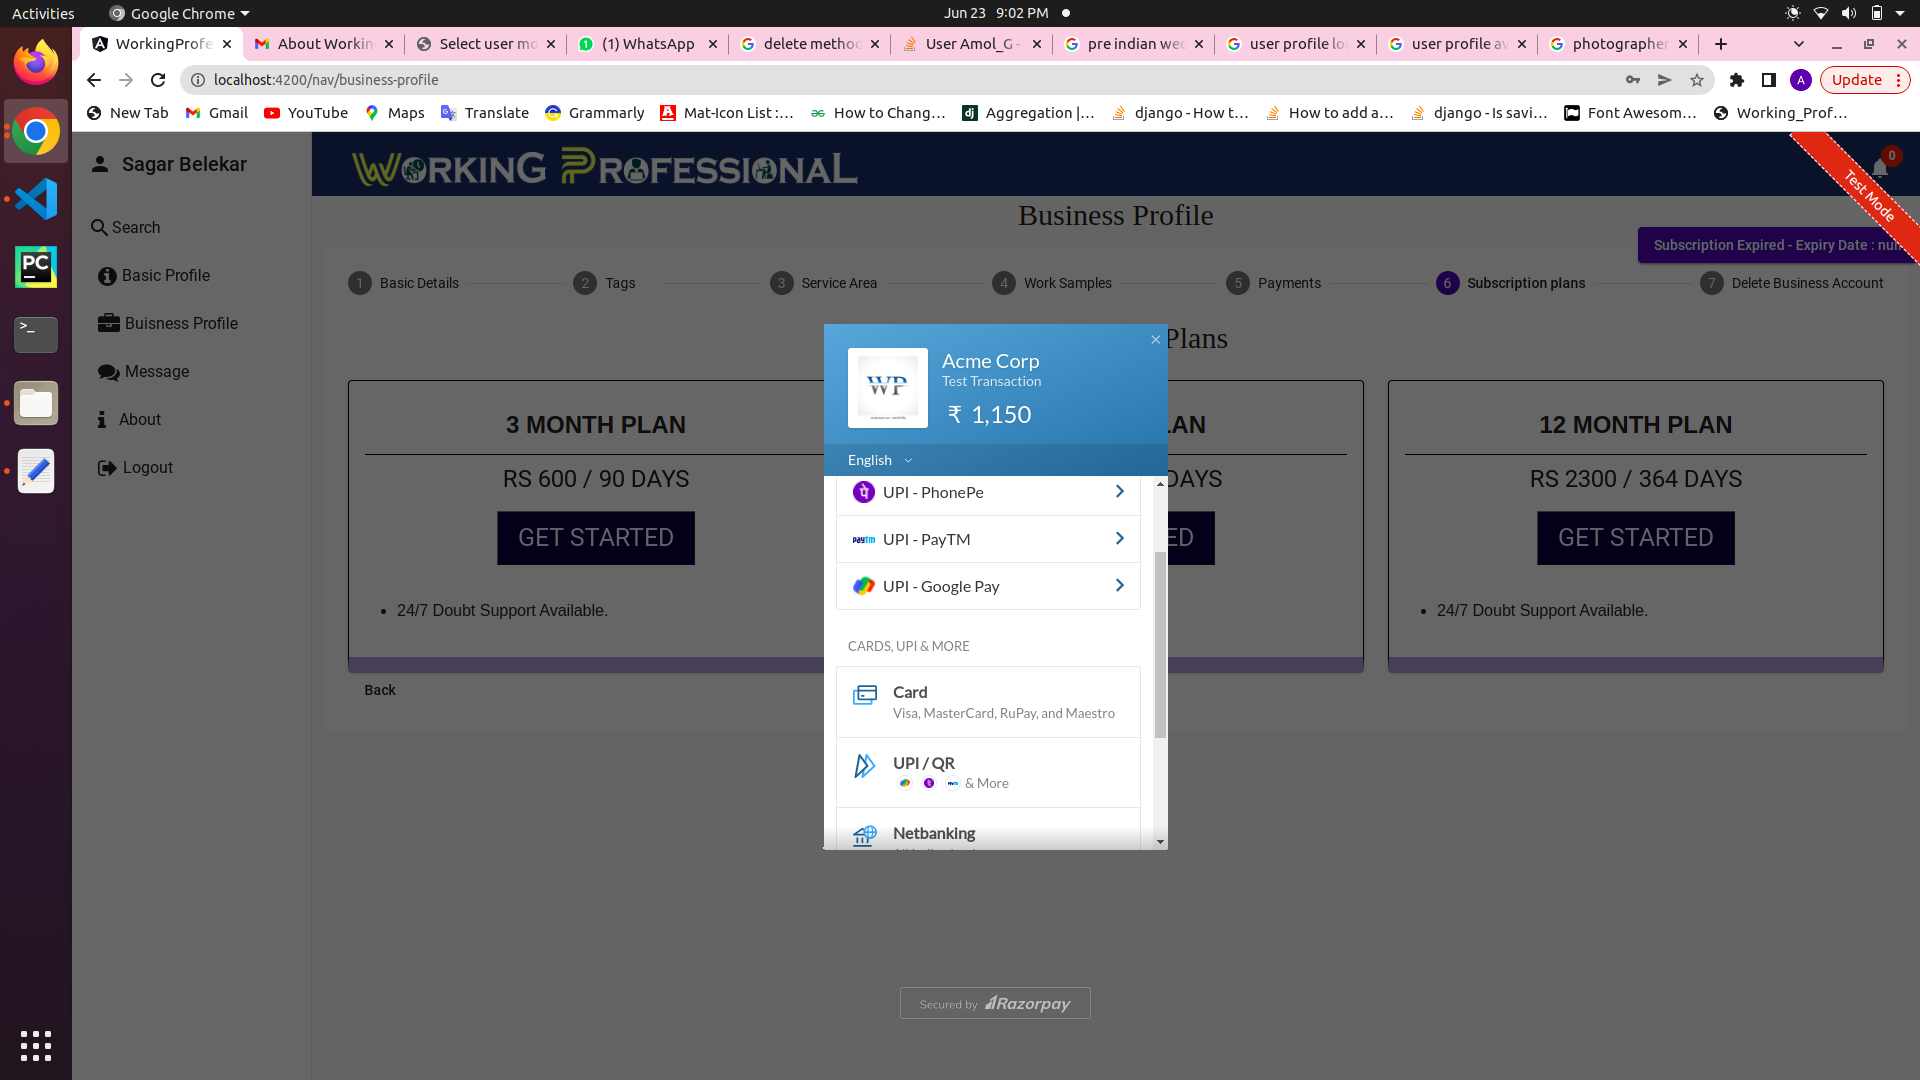 Activities
Google Chrome
Jun 23 9:02 PM
WorkingProfe
About Workin
Select user mo
(1) WhatsApp
delete metho
User Amol_G -
pre indian wed
user profile lo
user profile av
photographer
localhost:4200/nav/business-profile
A
Update
New Tab
Gmail
YouTube
Maps
Translate
Grammarly
Mat-Icon List :…
How to Chang…
Aggregation |…
django - How t…
How to add a…
django - Is savi…
Font Awesom…
Working_Prof…
Sagar Belekar
WORKING PROFESSIONAL
0
Test Mode
Business Profile
Search
Subscription Expired - Expiry Date : null
Basic Profile
1 Basic Details
2 Tags
3 Service Area
4 Work Samples
5 Payments
6 Subscription plans
7 Delete Business Account
Buisness Profile
Message
About
Logout
Plans
Acme Corp
Test Transaction
₹ 1,150
WP
English
3 MONTH PLAN
RS 600 / 90 DAYS
GET STARTED
24/7 Doubt Support Available.
LAN
DAYS
ED
12 MONTH PLAN
RS 2300 / 364 DAYS
GET STARTED
24/7 Doubt Support Available.
UPI - PhonePe
paytm UPI - PayTM
UPI - Google Pay
CARDS, UPI & MORE
Card
Visa, MasterCard, RuPay, and Maestro
UPI / QR
& More
Netbanking
Back
Secured by Razorpay